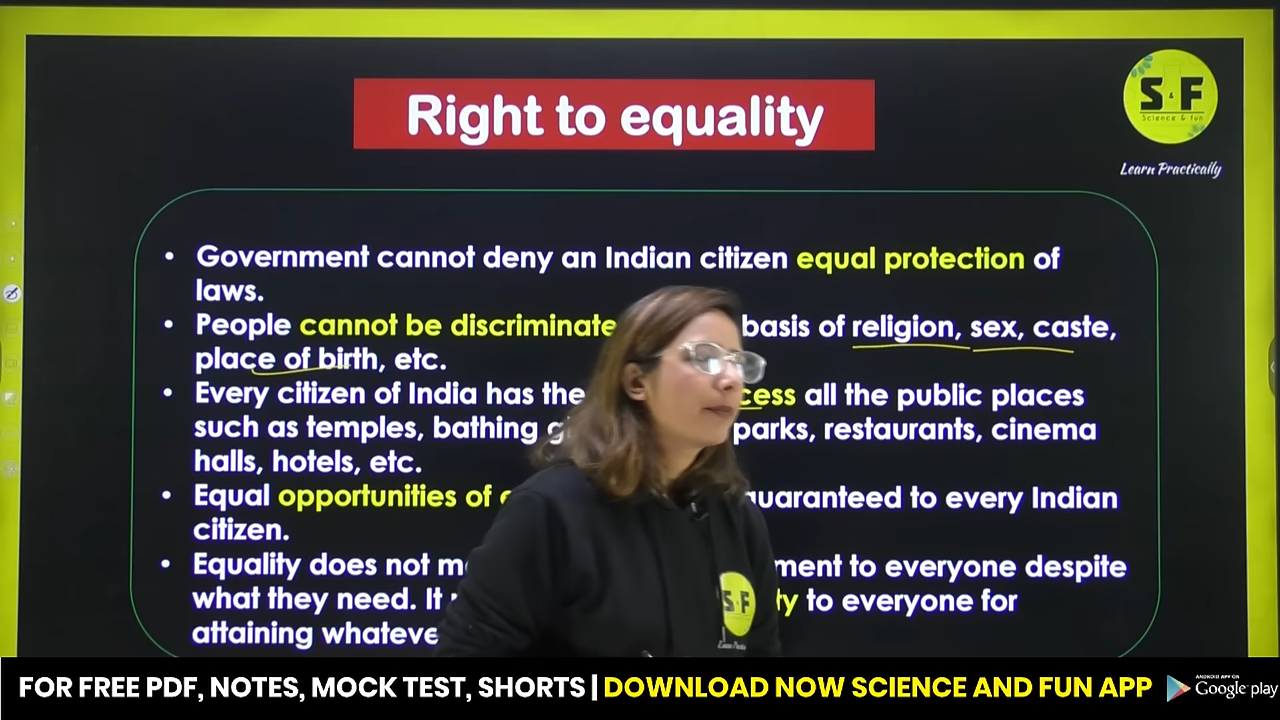 Right to equality
S&F
Science & fun
Learn Practically
• Government cannot deny an Indian citizen equal protection of
laws.
• People cannot be discriminate basis of religion, sex, caste,
place of birth, etc.
• Every citizen of India has the cess all the public places
such as temples, bathing g parks, restaurants, cinema
halls, hotels, etc.
• Equal opportunities of guaranteed to every Indian
citizen.
• Equality does not m ment to everyone despite
what they need. It ty to everyone for
attaining whateve
S&F
FOR FREE PDF, NOTES, MOCK TEST, SHORTS | DOWNLOAD NOW SCIENCE AND FUN APP
ANDROID APP ON
Google play